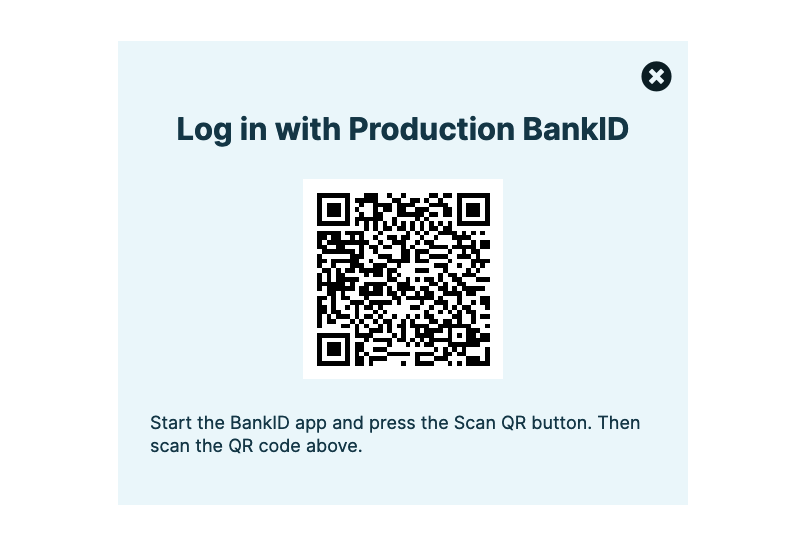 Log in with Production BankID
Start the BankID app and press the Scan QR button. Then
scan the QR code above.